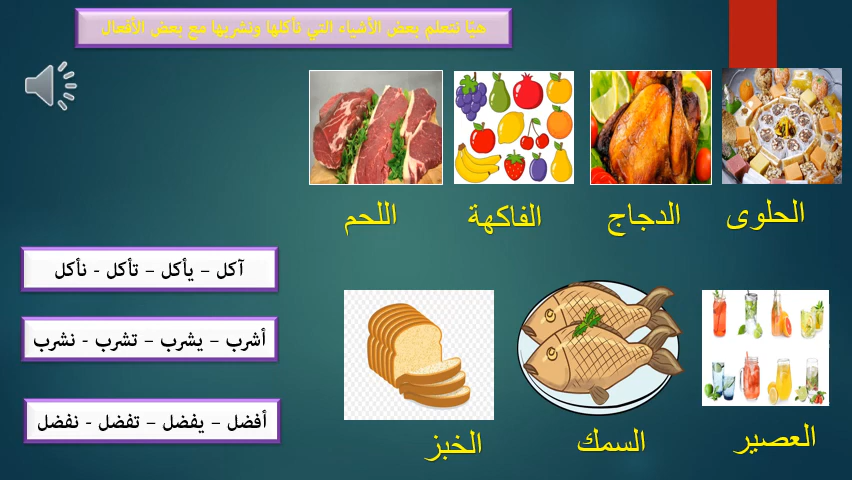 هيّا نتعلم بعض الأشياء التي نأكلها ونشربها مع بعض الأفعال
الحلوى
الدجاج
الفاكهة
اللحم
آكل – يأكل – تأكل - نأكل
أشرب – يشرب – تشرب - نشرب
العصير
السمك
الخبز
أفضل – يفضل – تفضل - نفضل